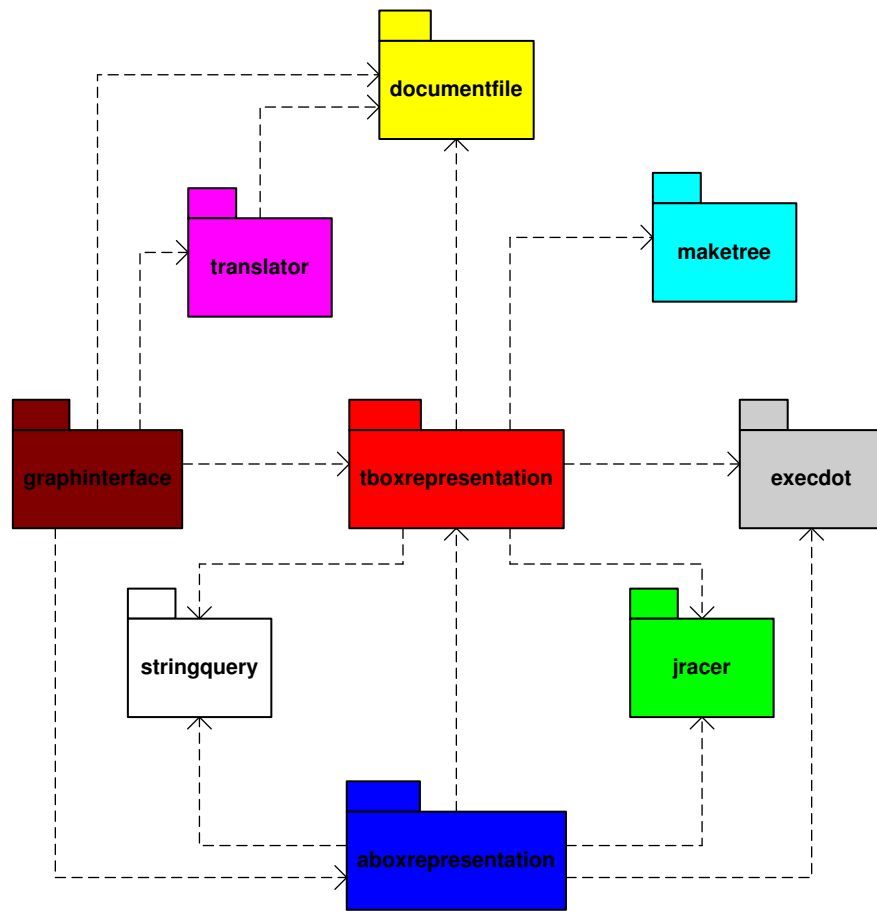 documentfile
translator
maketree
graphinterface
tboxrepresentation
execdot
stringquery
jracer
aboxrepresentation